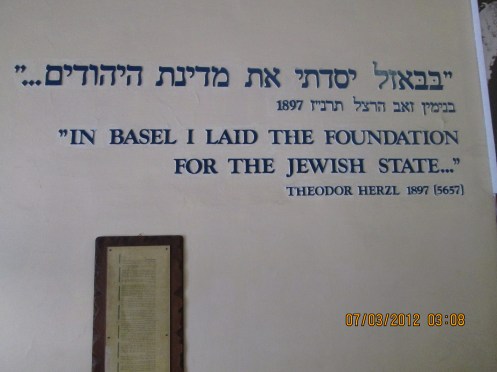 "בבאזל יסדתי את מדינת היהודים..."
בנימין זאב הרצל תרנ"ז 1897
"IN BASEL I LAID THE FOUNDATION
FOR THE JEWISH STATE..."
THEODOR HERZL 1897 (5657)
07/03/2012 03:08